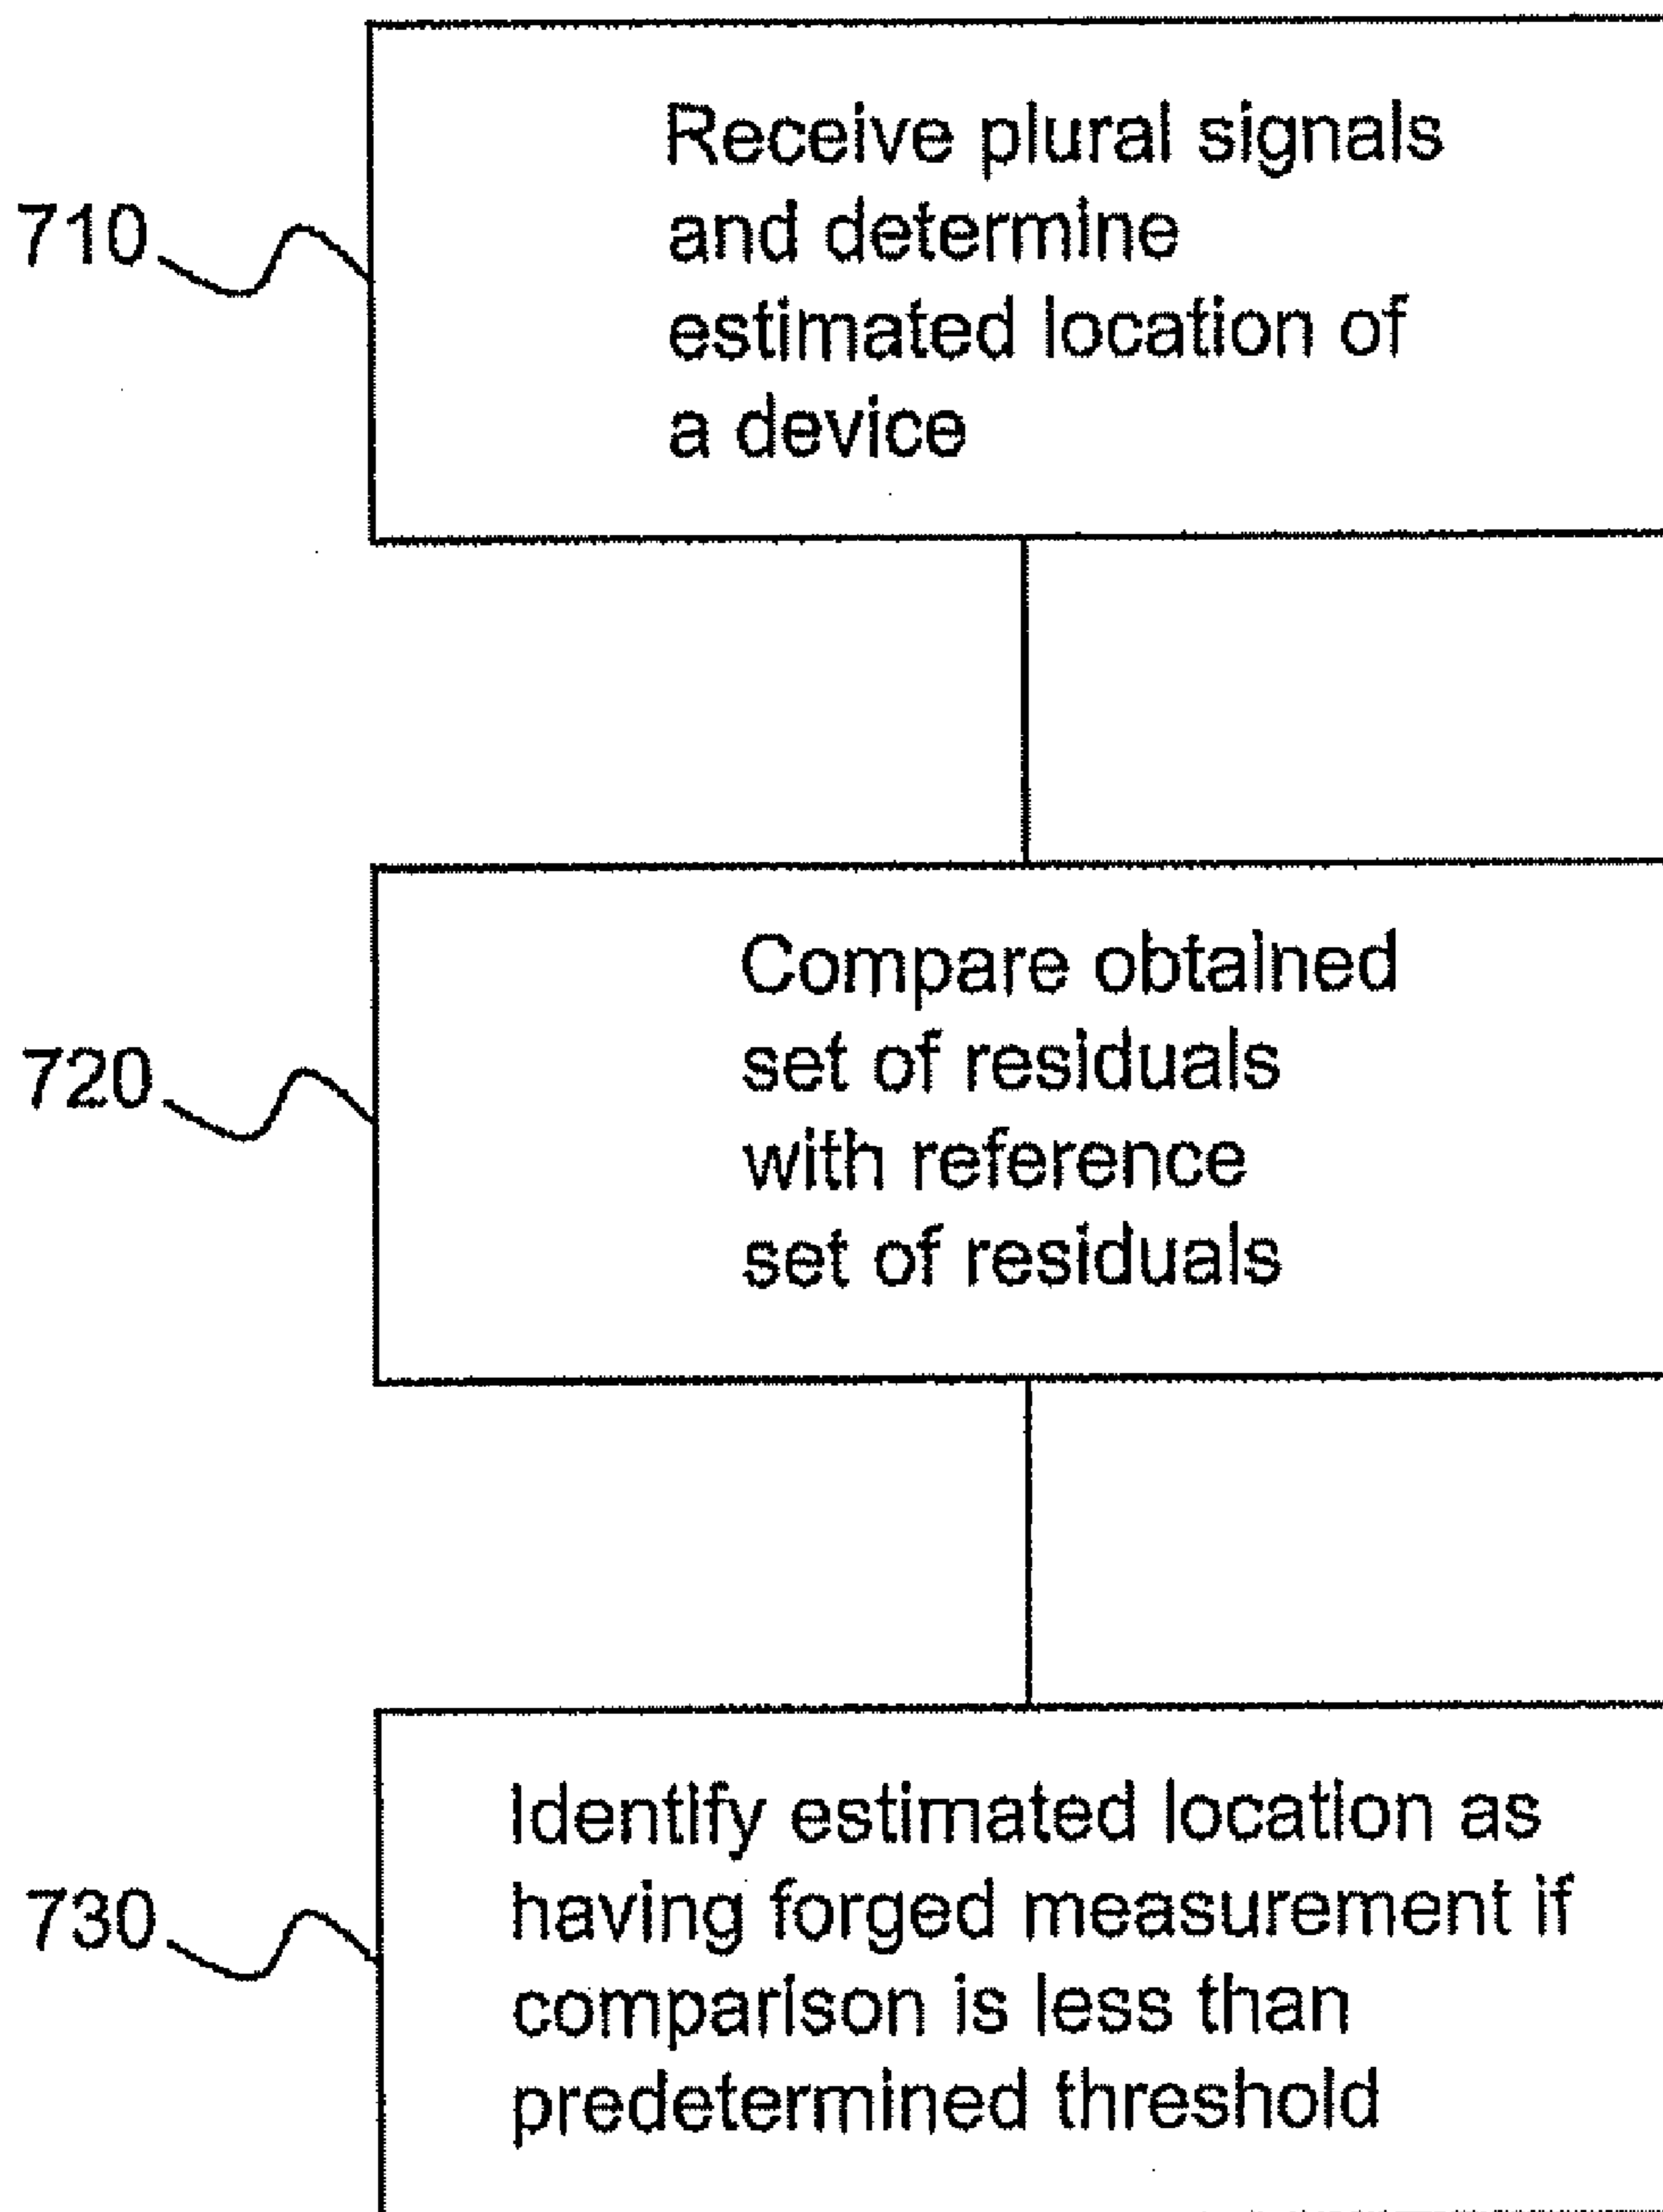 Receive plural signals
and determine
710
estimated location of
a device
Compare obtained
set of residuals
720
with reference
set of residuals
Identify estimated location as
having forged measurement if
730
comparison is less than
predetermined threshold